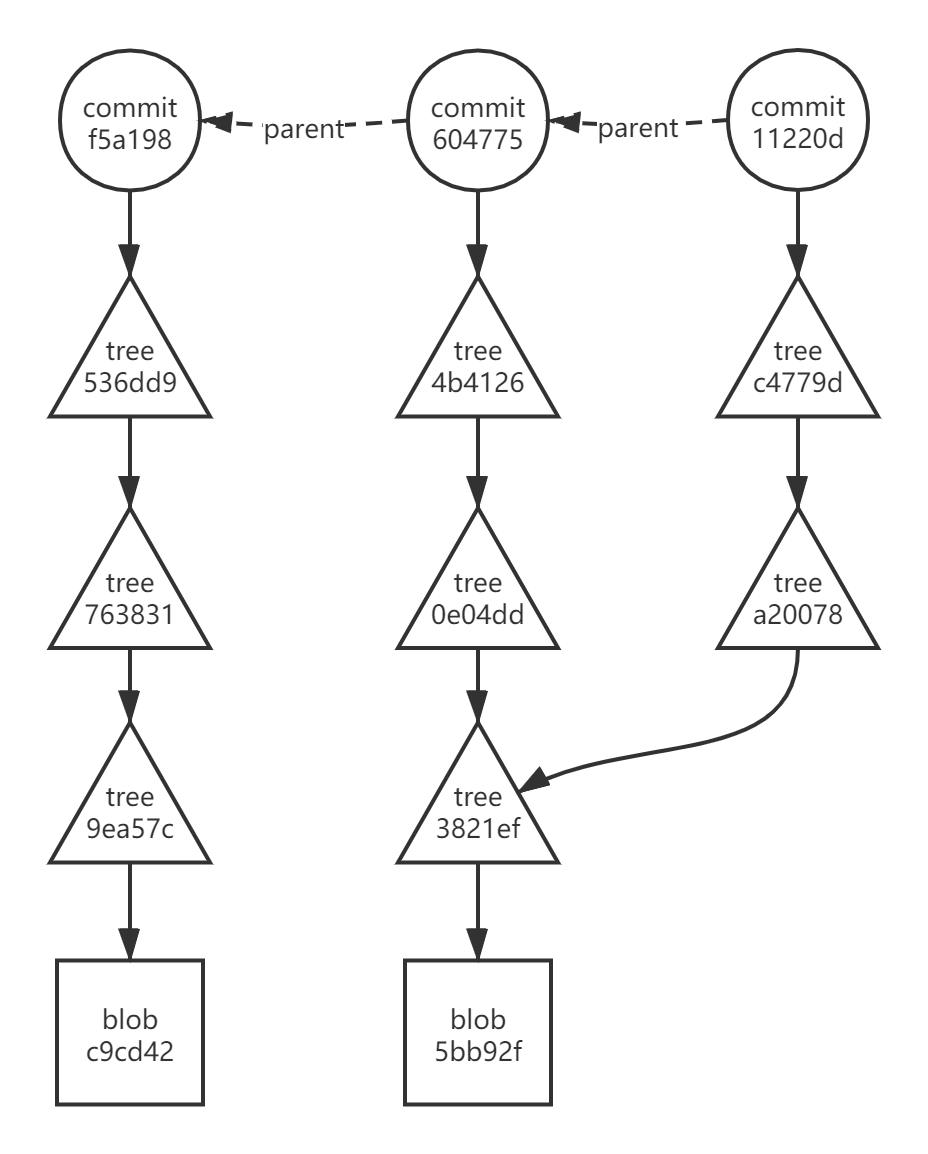 commit
f5a198
parent
commit
604775
parent
commit
11220d
tree
536dd9
tree
4b4126
tree
c4779d
tree
763831
tree
0e04dd
tree
a20078
tree
9ea57c
tree
3821ef
blob
c9cd42
blob
5bb92f